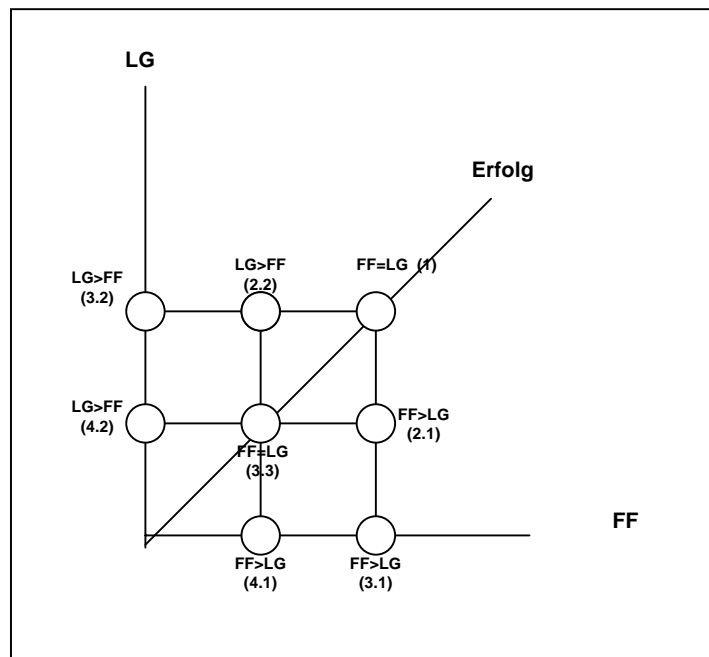 LG
Erfolg
LG>FF
(3.2)
LG>FF
(2.2)
FF=LG (1)
LG>FF
(4.2)
FF=LG
(3.3)
FF>LG
(2.1)
FF
FF>LG
(4.1)
FF>LG
(3.1)